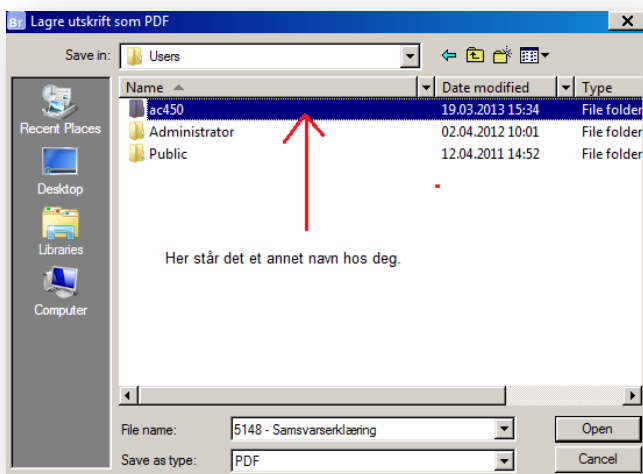 BT Lagre utskrift som PDF
Save in: Users
Name Date modified Type
ac450 19.03.2013 15:34 File folder
Administrator 02.04.2012 10:01 File folder
Public 12.04.2011 14:52 File folder
Recent Places
Desktop
Libraries
Computer
Her står det et annet navn hos deg.
File name: 5148 - Samsvarserklæring Open
Save as type: PDF Cancel